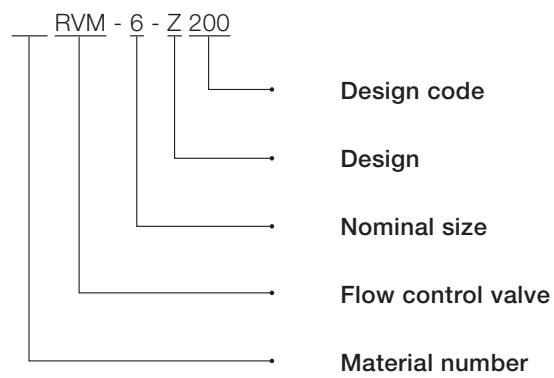 RVM - 6 - Z 200
Design code
Design
Nominal size
Flow control valve
Material number